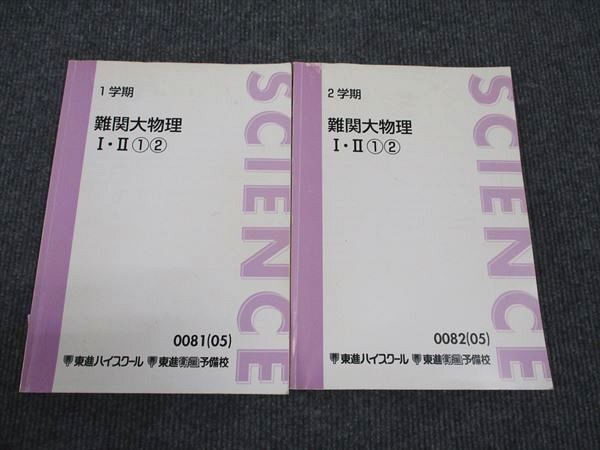 1学期
難関大物理
Ⅰ・Ⅱ①②
SCIENCE
0081(05)
東進ハイスクール 東進衛星予備校
2学期
難関大物理
Ⅰ・Ⅱ①②
SCIENCE
0082(05)
東進ハイスクール 東進衛星予備校